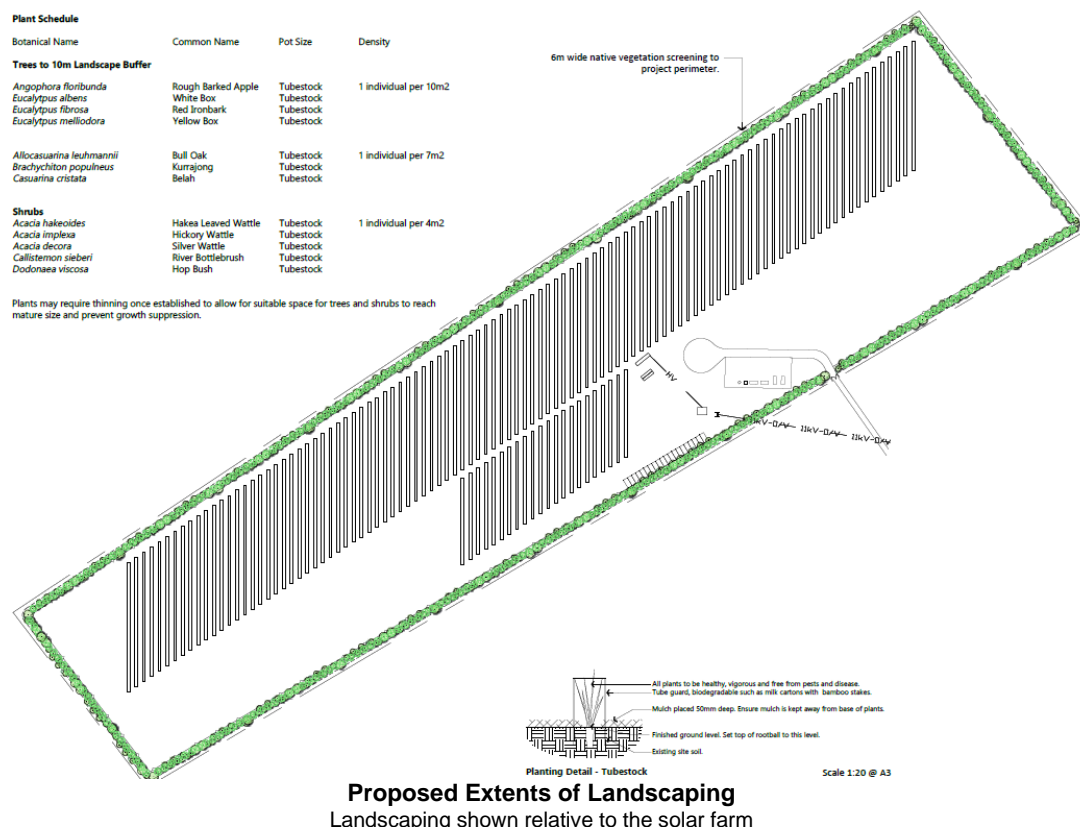 Plant Schedule
Botanical Name Common Name Pot Size Density
Trees to 10m Landscape Buffer
Angophora floribunda Rough Barked Apple Tubestock 1 individual per 10m2
Eucalytpus albens White Box Tubestock
Eucalytpus fibrosa Red Ironbark Tubestock
Eucalytpus melliodora Yellow Box Tubestock
Allocasuarina leuhmannii Bull Oak Tubestock 1 individual per 7m2
Brachychiton populneus Kurrajong Tubestock
Casuarina cristata Belah Tubestock
Shrubs
Acacia hakeoides Hakea Leaved Wattle Tubestock 1 individual per 4m2
Acacia implexa Hickory Wattle Tubestock
Acacia decora Silver Wattle Tubestock
Callistemon sieberi River Bottlebrush Tubestock
Dodonaea viscosa Hop Bush Tubestock
Plants may require thinning once established to allow for suitable space for trees and shrubs to reach
mature size and prevent growth suppression.
6m wide native vegetation screening to
project perimeter.
HV
11kV-O/V 11kV-O/V 11kV-O/V
All plants to be healthy, vigorous and free from pests and disease.
Tube guard, biodegradable such as milk cartons with bamboo stakes.
Mulch placed 50mm deep. Ensure mulch is kept away from base of plants.
Finished ground level. Set top of rootball to this level.
Existing site soil.
Planting Detail - Tubestock Scale 1:20 @ A3
Proposed Extents of Landscaping
Landscaping shown relative to the solar farm